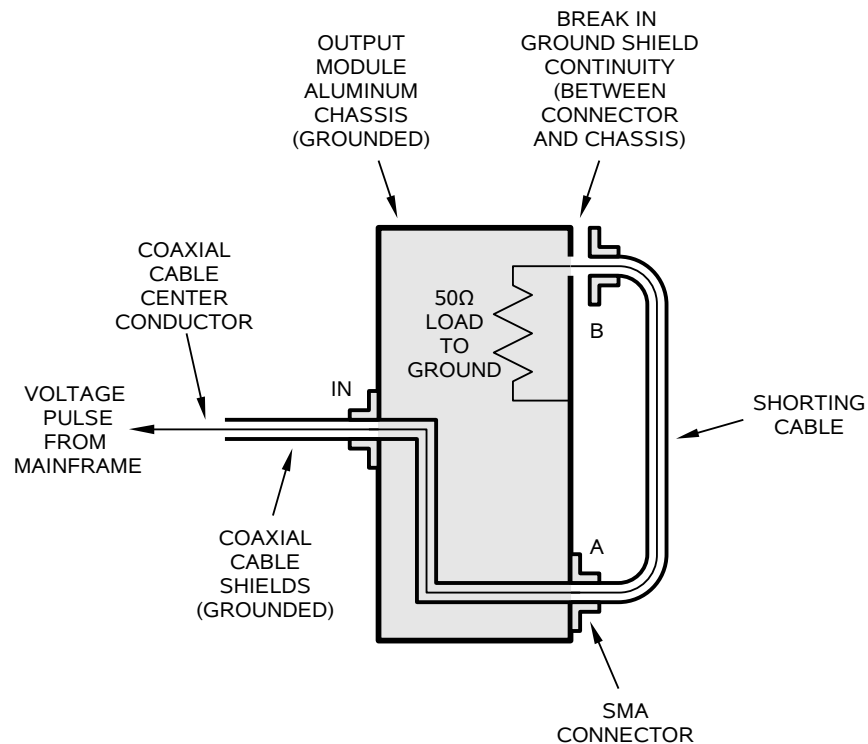 OUTPUT
MODULE
ALUMINUM
CHASSIS
(GROUNDED)
BREAK IN
GROUND SHIELD
CONTINUITY
(BETWEEN
CONNECTOR
AND CHASSIS)
COAXIAL
CABLE
CENTER
CONDUCTOR
50Ω
LOAD
TO
GROUND
B
IN
VOLTAGE
PULSE
FROM
MAINFRAME
SHORTING
CABLE
COAXIAL
CABLE
SHIELDS
(GROUNDED)
A
SMA
CONNECTOR